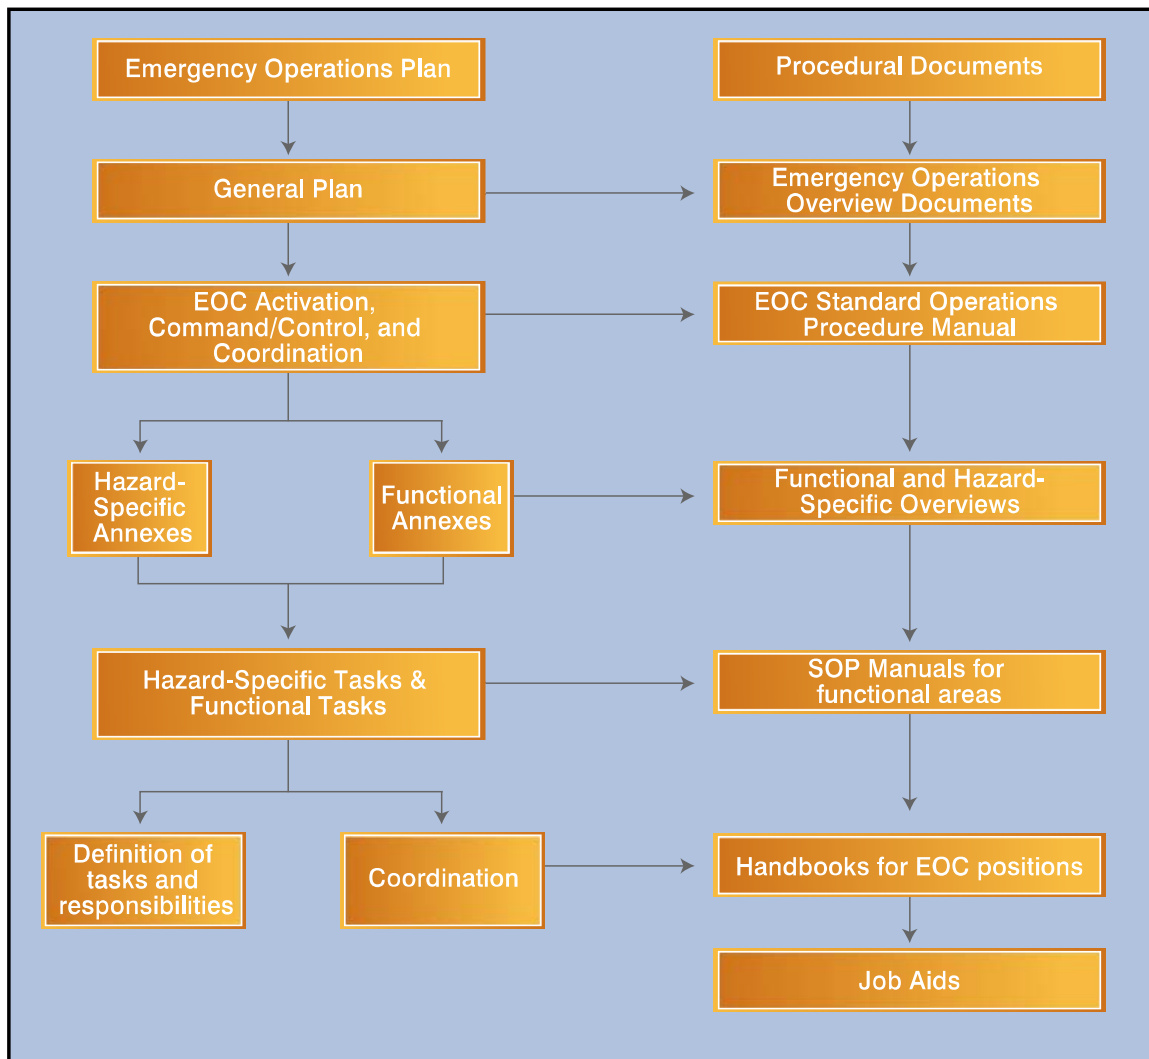 Emergency Operations Plan
Procedural Documents
General Plan
Emergency Operations
Overview Documents
EOC Activation,
Command/Control, and
Coordination
EOC Standard Operations
Procedure Manual
Hazard-
Specific
Annexes
Functional
Annexes
Functional and Hazard-
Specific Overviews
Hazard-Specific Tasks &
Functional Tasks
SOP Manuals for
functional areas
Definition of
tasks and
responsibilities
Coordination
Handbooks for EOC positions
Job Aids